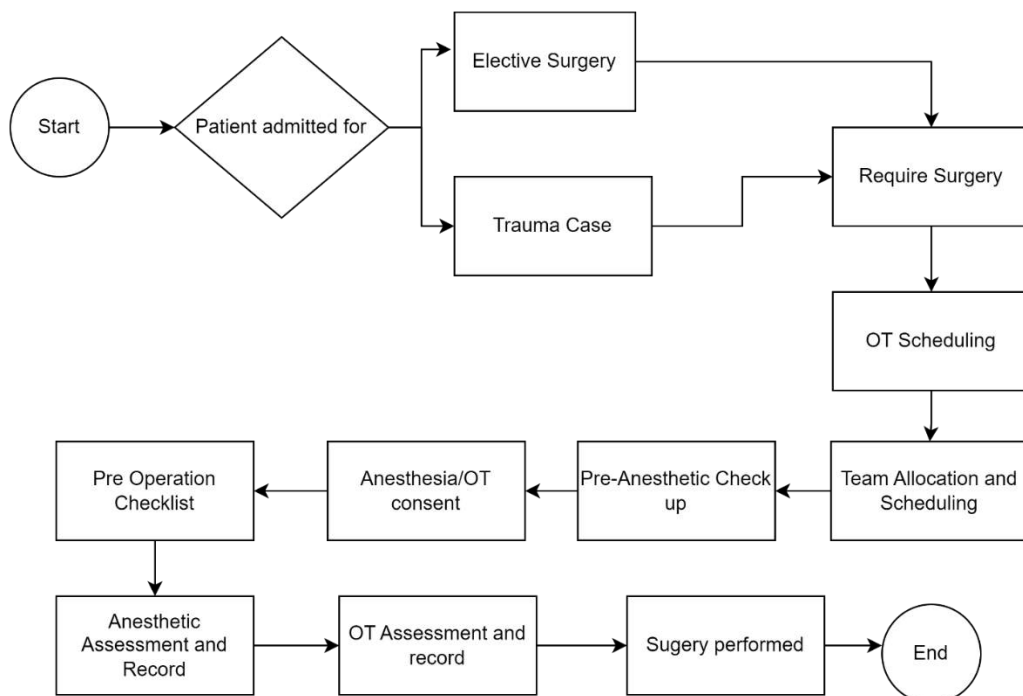 Start
Patient admitted for
Elective Surgery
Trauma Case
Require Surgery
OT Scheduling
Team Allocation and
Scheduling
Pre-Anesthetic Check
up
Anesthesia/OT
consent
Pre Operation
Checklist
Anesthetic
Assessment and
Record
OT Assessment and
record
Sugery performed
End